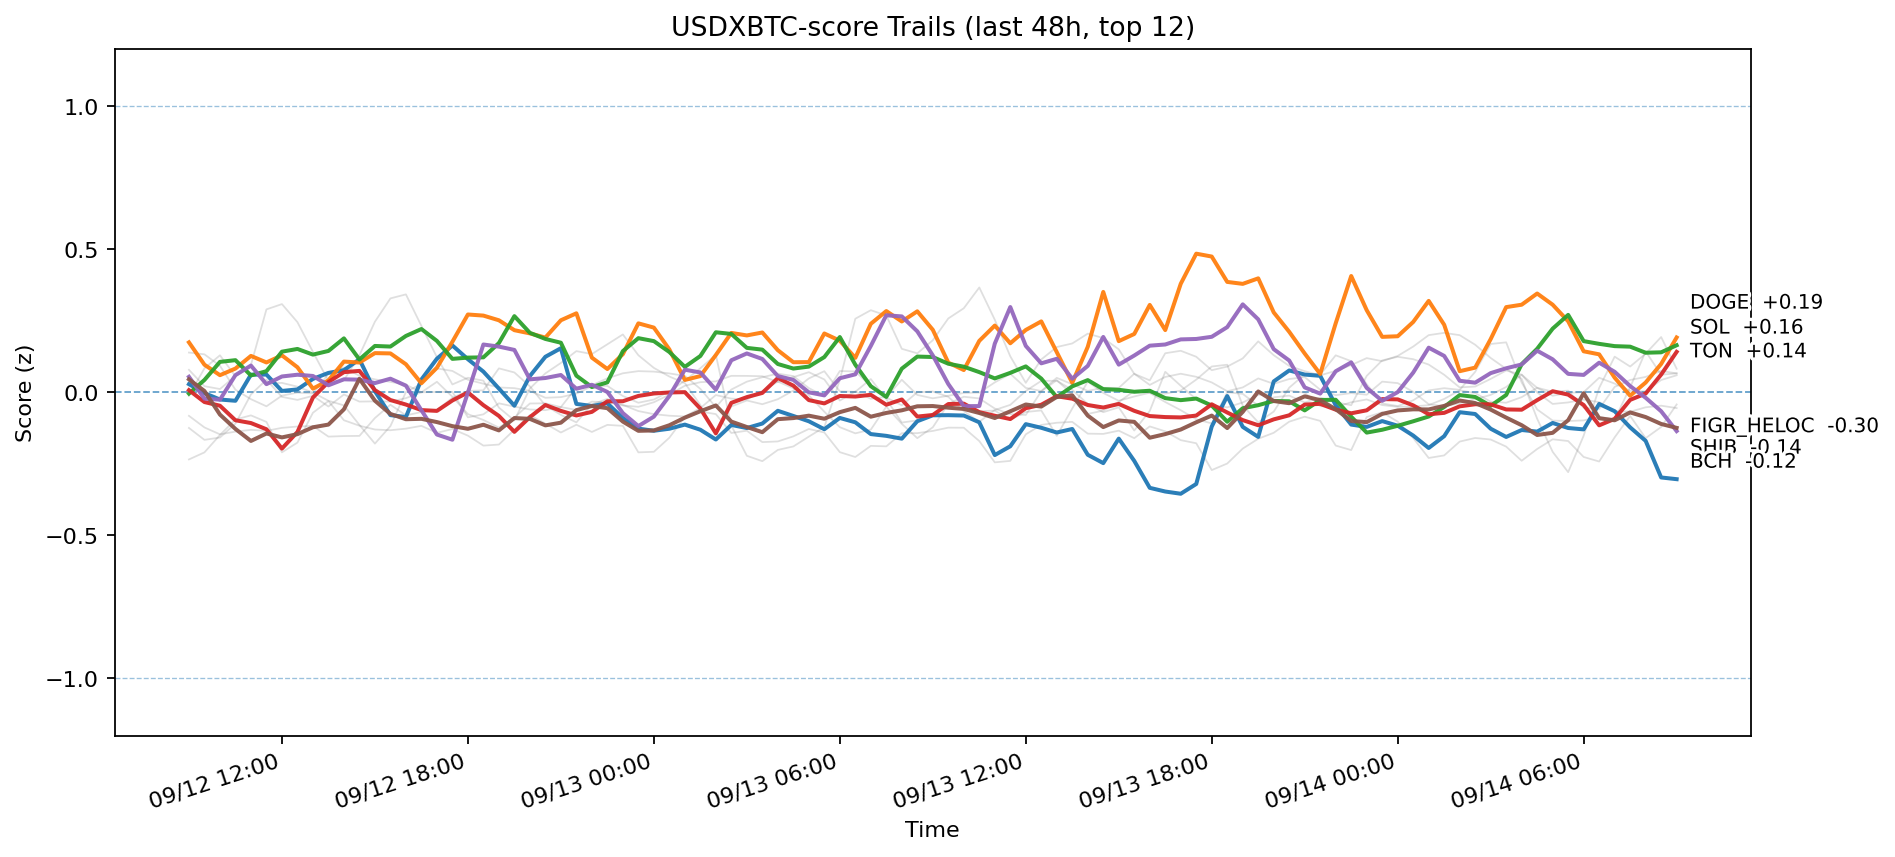 USDXBTC-score Trails (last 48h, top 12)
Score (z)
1.0
0.5
0.0
−0.5
−1.0
DOGE +0.19
SOL +0.16
TON +0.14
FIGR_HELOC -0.30
SHIB -0.14
BCH -0.12
09/12 12:00
09/12 18:00
09/13 00:00
09/13 06:00
09/13 12:00
09/13 18:00
09/14 00:00
09/14 06:00
Time